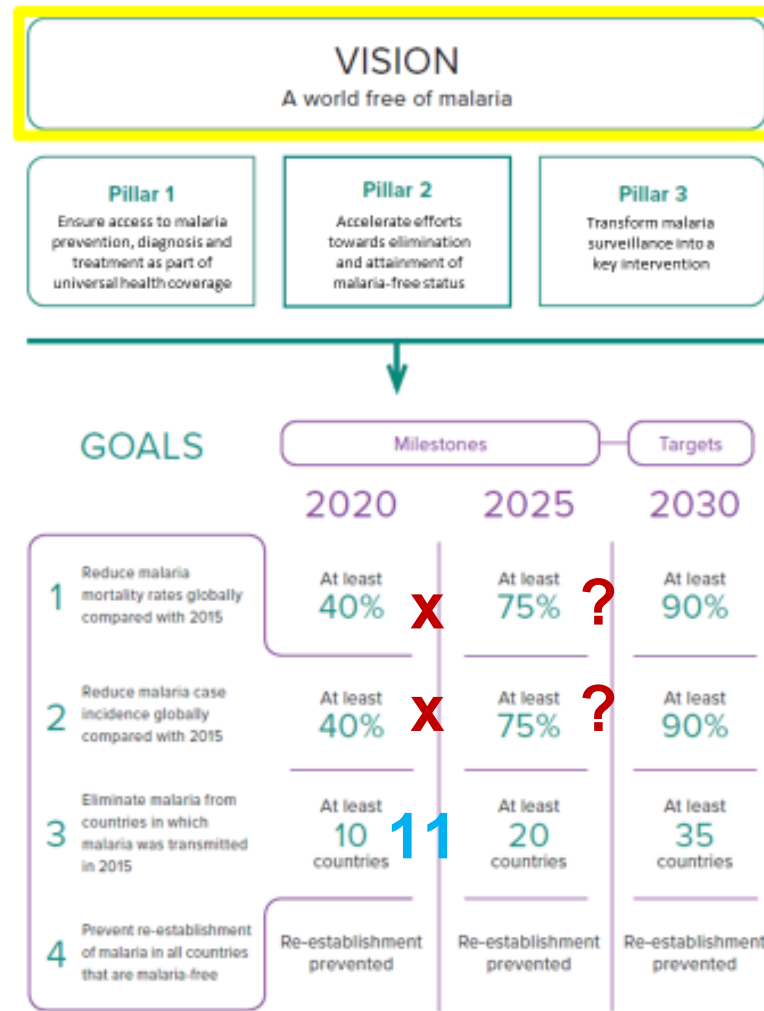 VISION
A world free of malaria
Pillar 1
Ensure access to malaria
prevention, diagnosis and
treatment as part of
universal health coverage
Pillar 2
Accelerate efforts
towards elimination
and attainment of
malaria-free status
Pillar 3
Transform malaria
surveillance into a
key intervention
GOALS
Milestones
Targets
2020
2025
2030
1
Reduce malaria
mortality rates globally
compared with 2015
At least
40%
x
At least
75%
?
At least
90%
2
Reduce malaria case
incidence globally
compared with 2015
At least
40%
x
At least
75%
?
At least
90%
3
Eliminate malaria from
countries in which
malaria was transmitted
in 2015
At least
10
countries
11
At least
20
countries
At least
35
countries
4
Prevent re-establishment
of malaria in all countries
that are malaria-free
Re-establishment
prevented
Re-establishment
prevented
Re-establishment
prevented